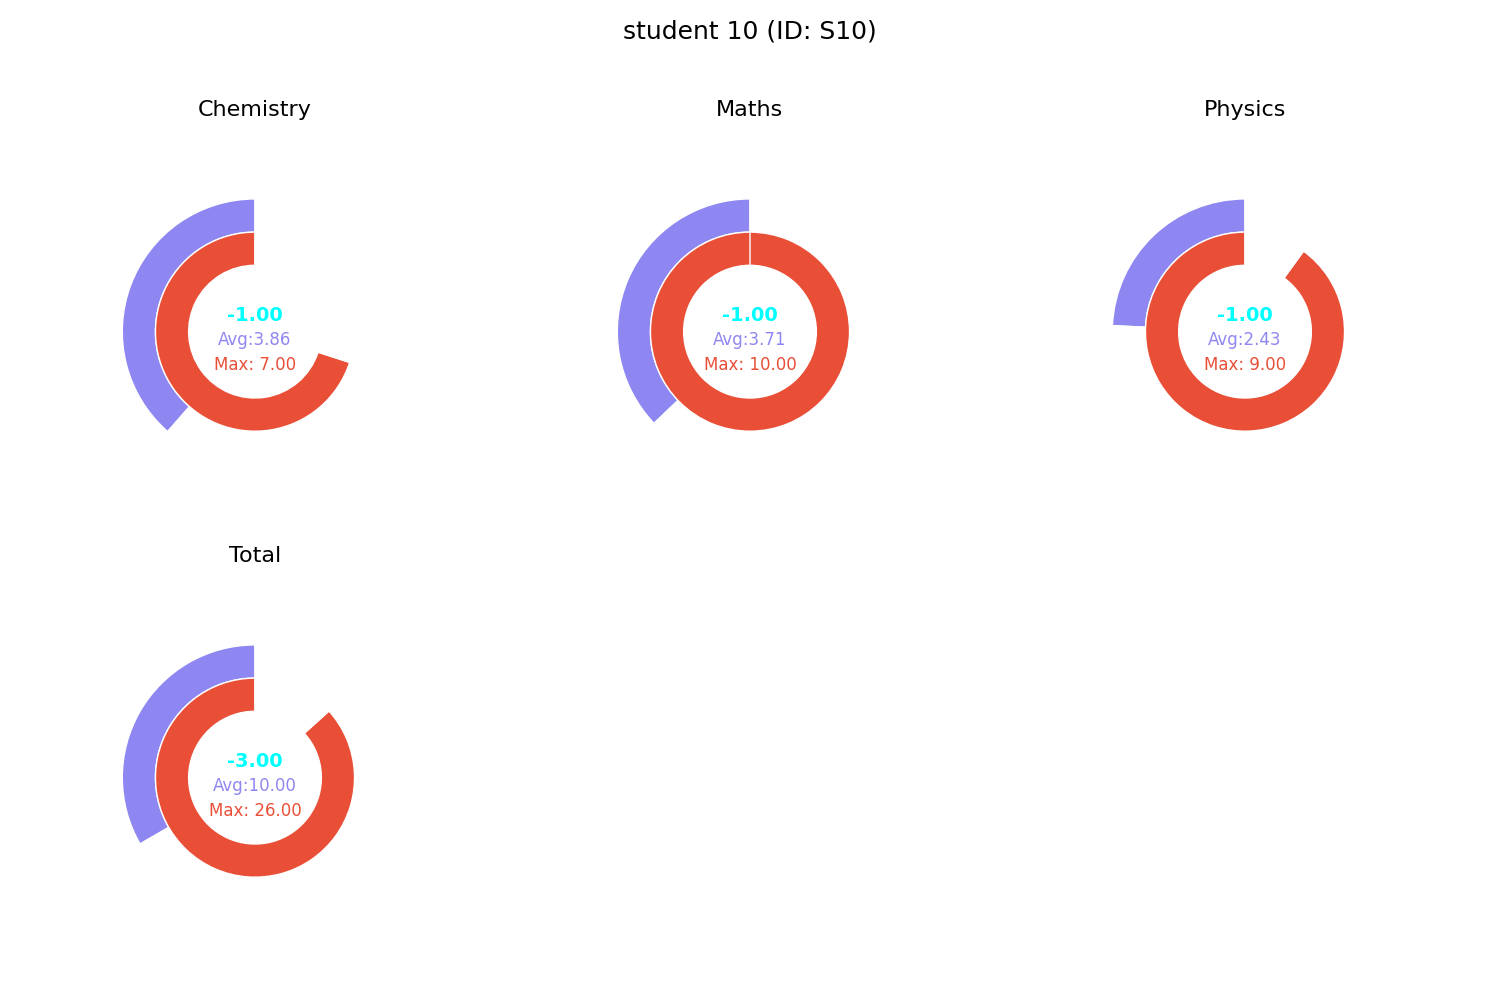 student 10 (ID: S10)
Chemistry
-1.00
Avg:3.86
Max: 7.00
Maths
-1.00
Avg:3.71
Max: 10.00
Physics
-1.00
Avg:2.43
Max: 9.00
Total
-3.00
Avg:10.00
Max: 26.00